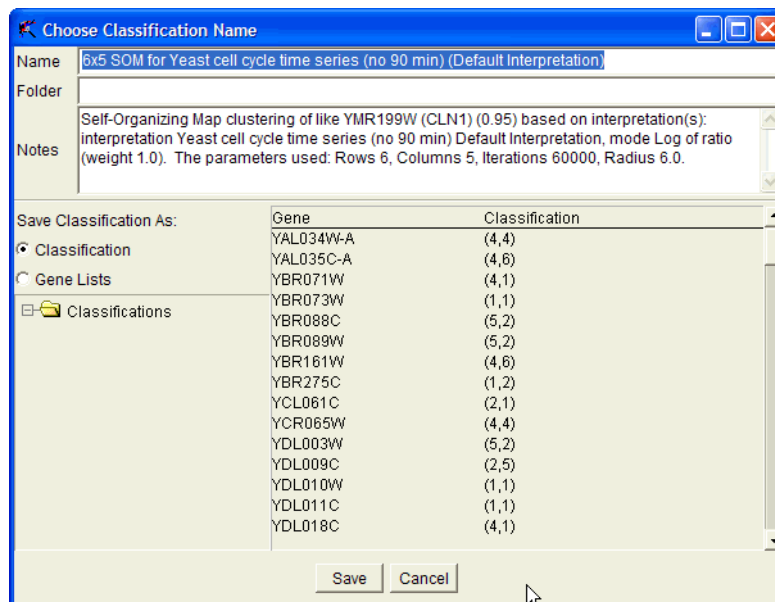 Choose Classification Name
Name 6x5 SOM for Yeast cell cycle time series (no 90 min) (Default Interpretation)
Folder
Notes
Self-Organizing Map clustering of like YMR199W (CLN1) (0.95) based on interpretation(s):
interpretation Yeast cell cycle time series (no 90 min) Default Interpretation, mode Log of ratio
(weight 1.0). The parameters used: Rows 6, Columns 5, Iterations 60000, Radius 6.0.
Save Classification As:
Classification
Gene Lists
Classifications
Gene Classification
YAL034W-A (4,4)
YAL035C-A (4,6)
YBR071W (4,1)
YBR073W (1,1)
YBR088C (5,2)
YBR089W (5,2)
YBR161W (4,6)
YBR275C (1,2)
YCL061C (2,1)
YCR065W (4,4)
YDL003W (5,2)
YDL009C (2,5)
YDL010W (1,1)
YDL011C (1,1)
YDL018C (4,1)
Save Cancel